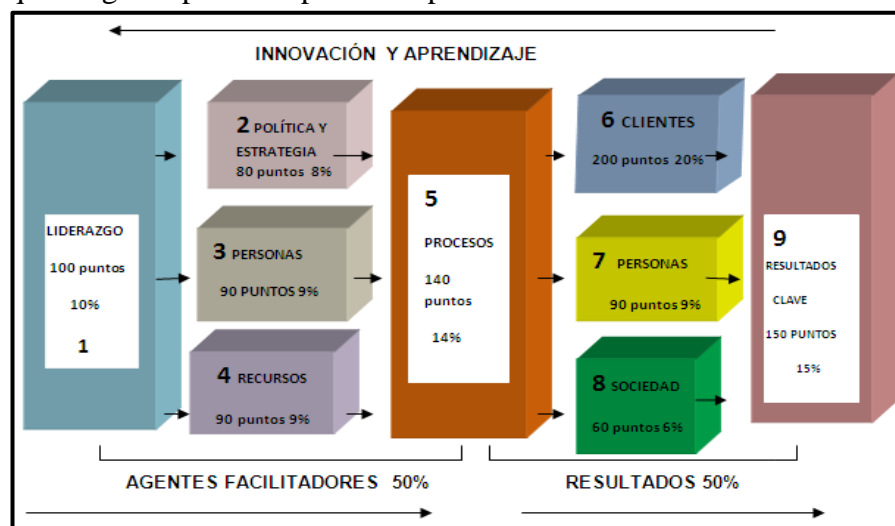 INNOVACIÓN Y APRENDIZAJE
LIDERAZGO
100 puntos
10%
1
2 POLÍTICA Y
ESTRATEGIA
80 puntos 8%
3 PERSONAS
90 PUNTOS 9%
4 RECURSOS
90 puntos 9%
5
PROCESOS
140
puntos
14%
6 CLIENTES
200 puntos 20%
7 PERSONAS
90 puntos 9%
8 SOCIEDAD
60 puntos 6%
9
RESULTADOS
CLAVE
150 PUNTOS
15%
AGENTES FACILITADORES 50%
RESULTADOS 50%